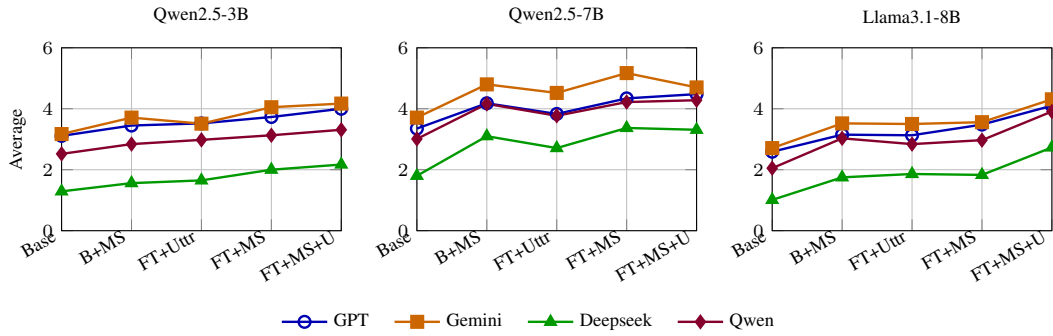 Qwen2.5-3B
Qwen2.5-7B
Llama3.1-8B
Average
6
4
2
0
Base
B+MS
FT+Uttr
FT+MS
FT+MS+U
6
4
2
0
Base
B+MS
FT+Uttr
FT+MS
FT+MS+U
6
4
2
0
Base
B+MS
FT+Uttr
FT+MS
FT+MS+U
GPT Gemini Deepseek Qwen